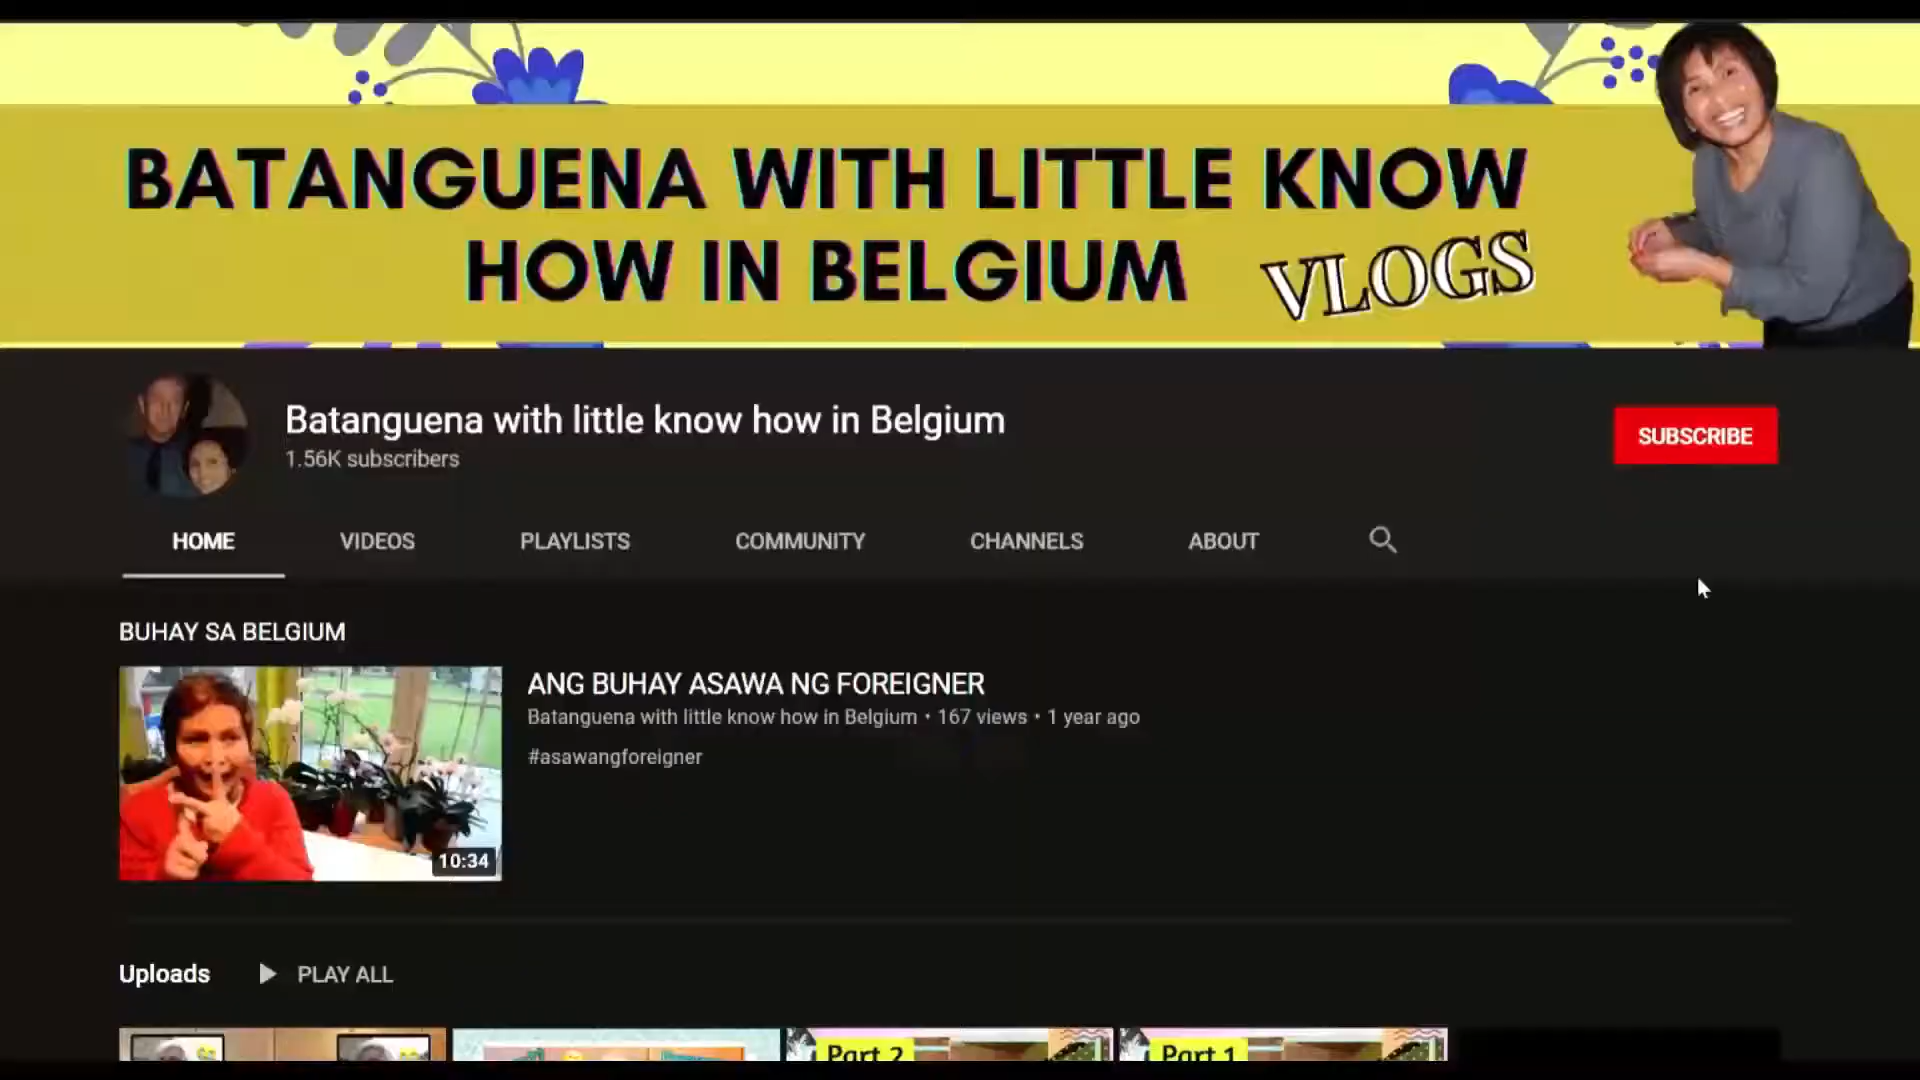 BATANGUENA WITH LITTLE KNOW
HOW IN BELGIUM VLOGS
Batanguena with little know how in Belgium
1.56K subscribers
SUBSCRIBE
HOME VIDEOS PLAYLISTS COMMUNITY CHANNELS ABOUT
BUHAY SA BELGIUM
ANG BUHAY ASAWA NG FOREIGNER
Batanguena with little know how in Belgium • 167 views • 1 year ago
#asawangforeigner
10:34
Uploads PLAY ALL
Part 2 Part 1